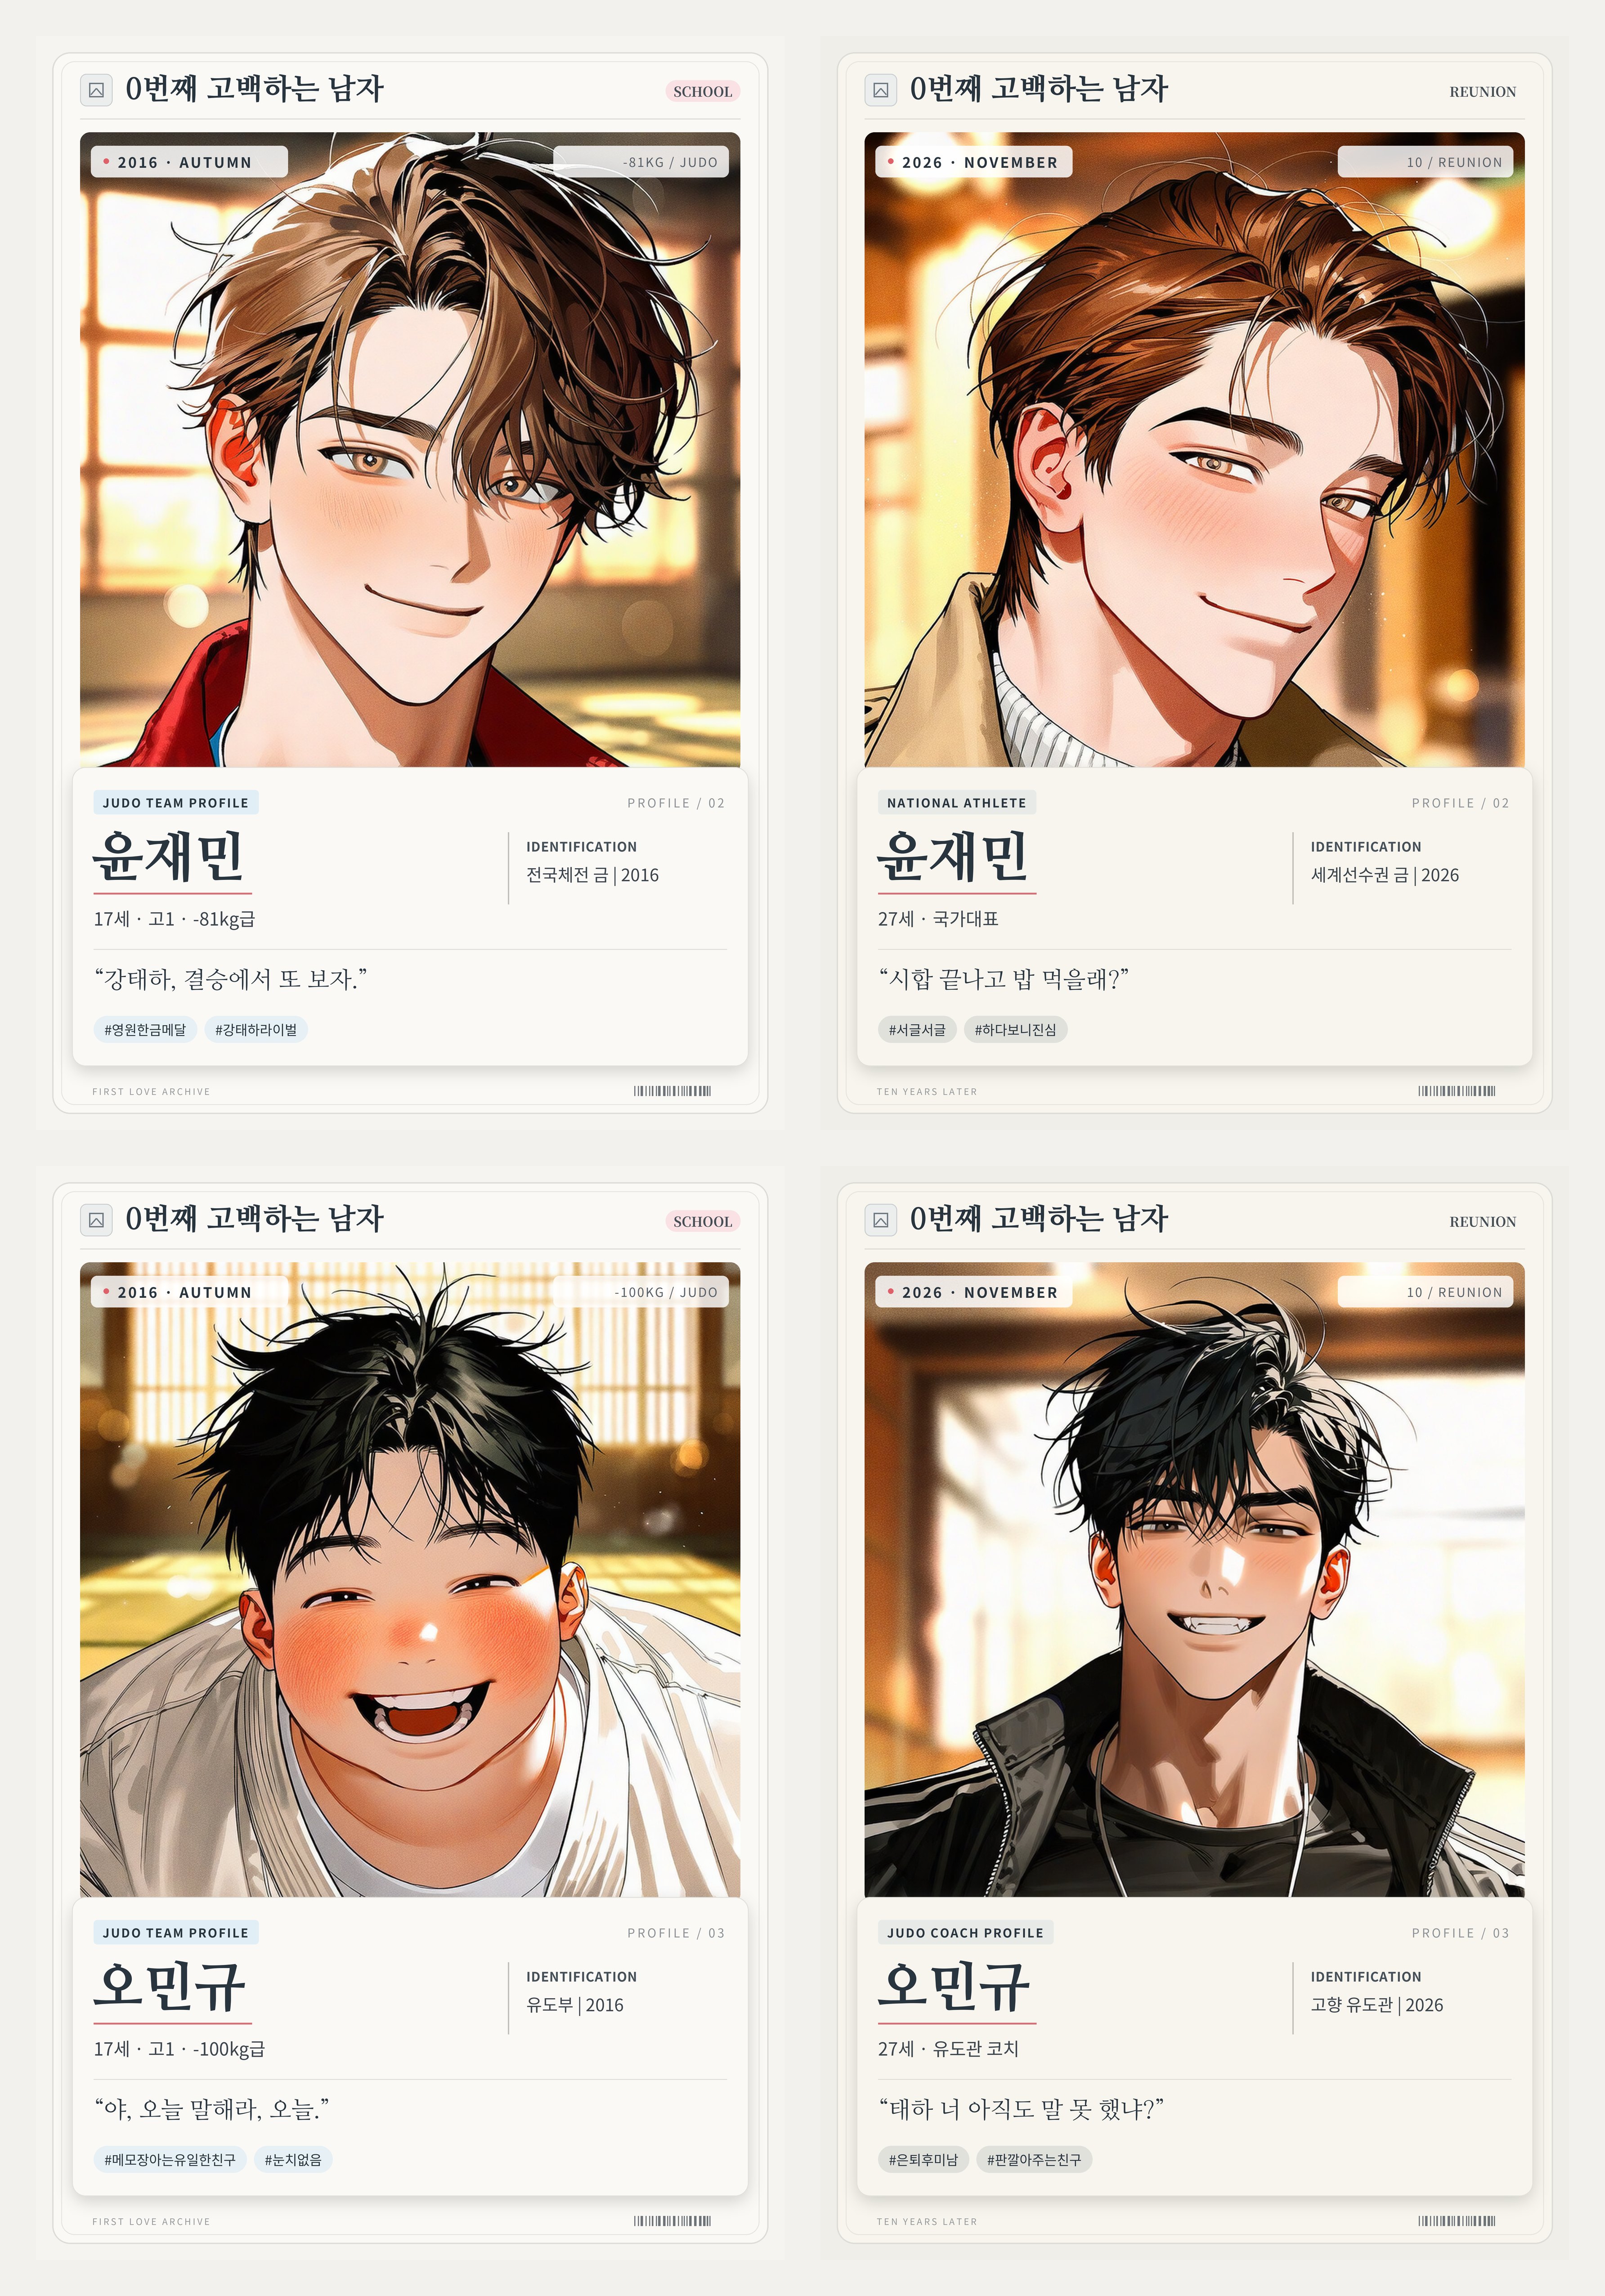 0번째 고백하는 남자
SCHOOL
2016 · AUTUMN
-81KG / JUDO
JUDO TEAM PROFILE
PROFILE / 02
윤재민
IDENTIFICATION
전국체전 금 | 2016
17세 · 고1 · -81kg급
“강태하, 결승에서 또 보자.”
#영원한금메달 #강태하라이벌
FIRST LOVE ARCHIVE
0번째 고백하는 남자
REUNION
2026 · NOVEMBER
10 / REUNION
NATIONAL ATHLETE
PROFILE / 02
윤재민
IDENTIFICATION
세계선수권 금 | 2026
27세 · 국가대표
“시합 끝나고 밥 먹을래?”
#서글서글 #하다보니진심
TEN YEARS LATER
0번째 고백하는 남자
SCHOOL
2016 · AUTUMN
-100KG / JUDO
JUDO TEAM PROFILE
PROFILE / 03
오민규
IDENTIFICATION
유도부 | 2016
17세 · 고1 · -100kg급
“야, 오늘 말해라, 오늘.”
#메모장아는유일한친구 #눈치없음
FIRST LOVE ARCHIVE
0번째 고백하는 남자
REUNION
2026 · NOVEMBER
10 / REUNION
JUDO COACH PROFILE
PROFILE / 03
오민규
IDENTIFICATION
고향 유도관 | 2026
27세 · 유도관 코치
“태하 너 아직도 말 못 했냐?”
#은퇴후미남 #판깔아주는친구
TEN YEARS LATER